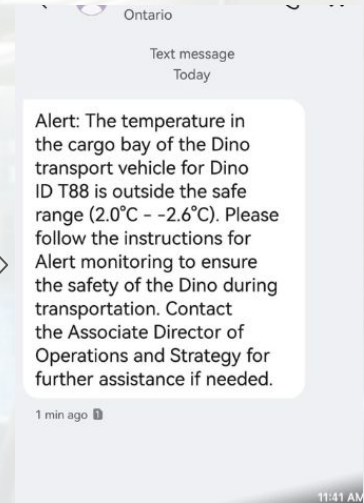 Ontario
Text message
Today
Alert: The temperature in
the cargo bay of the Dino
transport vehicle for Dino
ID T88 is outside the safe
range (2.0°C - -2.6°C). Please
follow the instructions for
Alert monitoring to ensure
the safety of the Dino during
transportation. Contact
the Associate Director of
Operations and Strategy for
further assistance if needed.
1 min ago 1
11:41 AM